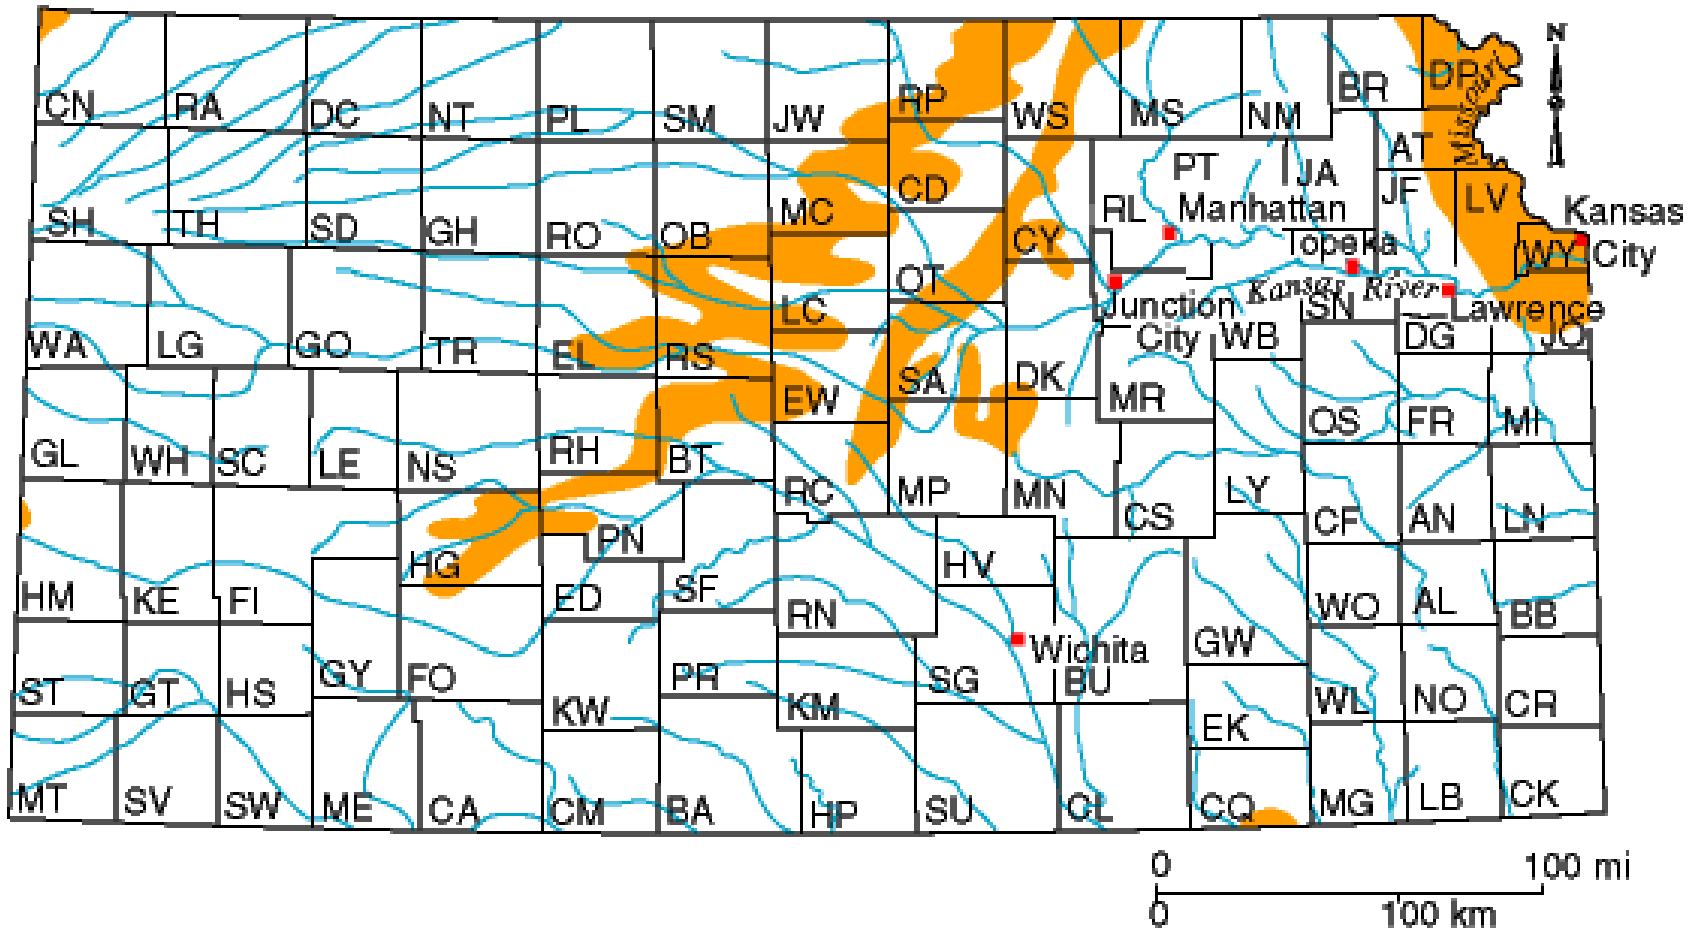 N
CN RA DC NT PL SM JW RP WS MS NM BR DP
Missouri
AT
SH TH SD GH RO OB MC CD CY RL PT JA JF LV
Manhattan
Kansas
City
WY
Topeka
WA LG GO TR EL RS LC OT
Junction
City
Kansas River
SN
Lawrence
WB DG JO
GL WH SC LE NS RH BT EW SA DK MR OS FR MI
RC MP MN CS LY CF AN LN
HM KE FI HG PN ED SF RN HV WO AL BB
Wichita
ST GT HS GY FO KW PR KM SG BU GW EK WL NO CR
MT SV SW ME CA CM BA HP SU CL CQ MG LB CK
0 100 mi
0 100 km